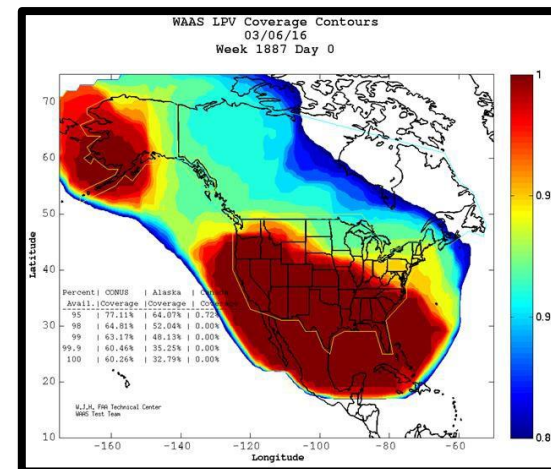 WAAS LPV Coverage Contours
03/06/16
Week 1887 Day 0
Latitude
70
60
50
40
30
20
10
Percent| CONUS | Alaska |
Avail. |Coverage |Coverage |
95 | 77.11% | 64.07% | 0.72%
98 | 64.81% | 52.04% | 0.00%
99 | 63.17% | 48.13% | 0.00%
99.9 | 60.46% | 35.25% | 0.00%
100 | 60.26% | 32.79% | 0.00%
W.J.H. FAA Technical Center
WAAS Test Team
-160 -140 -120 -100 -80 -60
Longitude
1
0.9
0.9
0.8